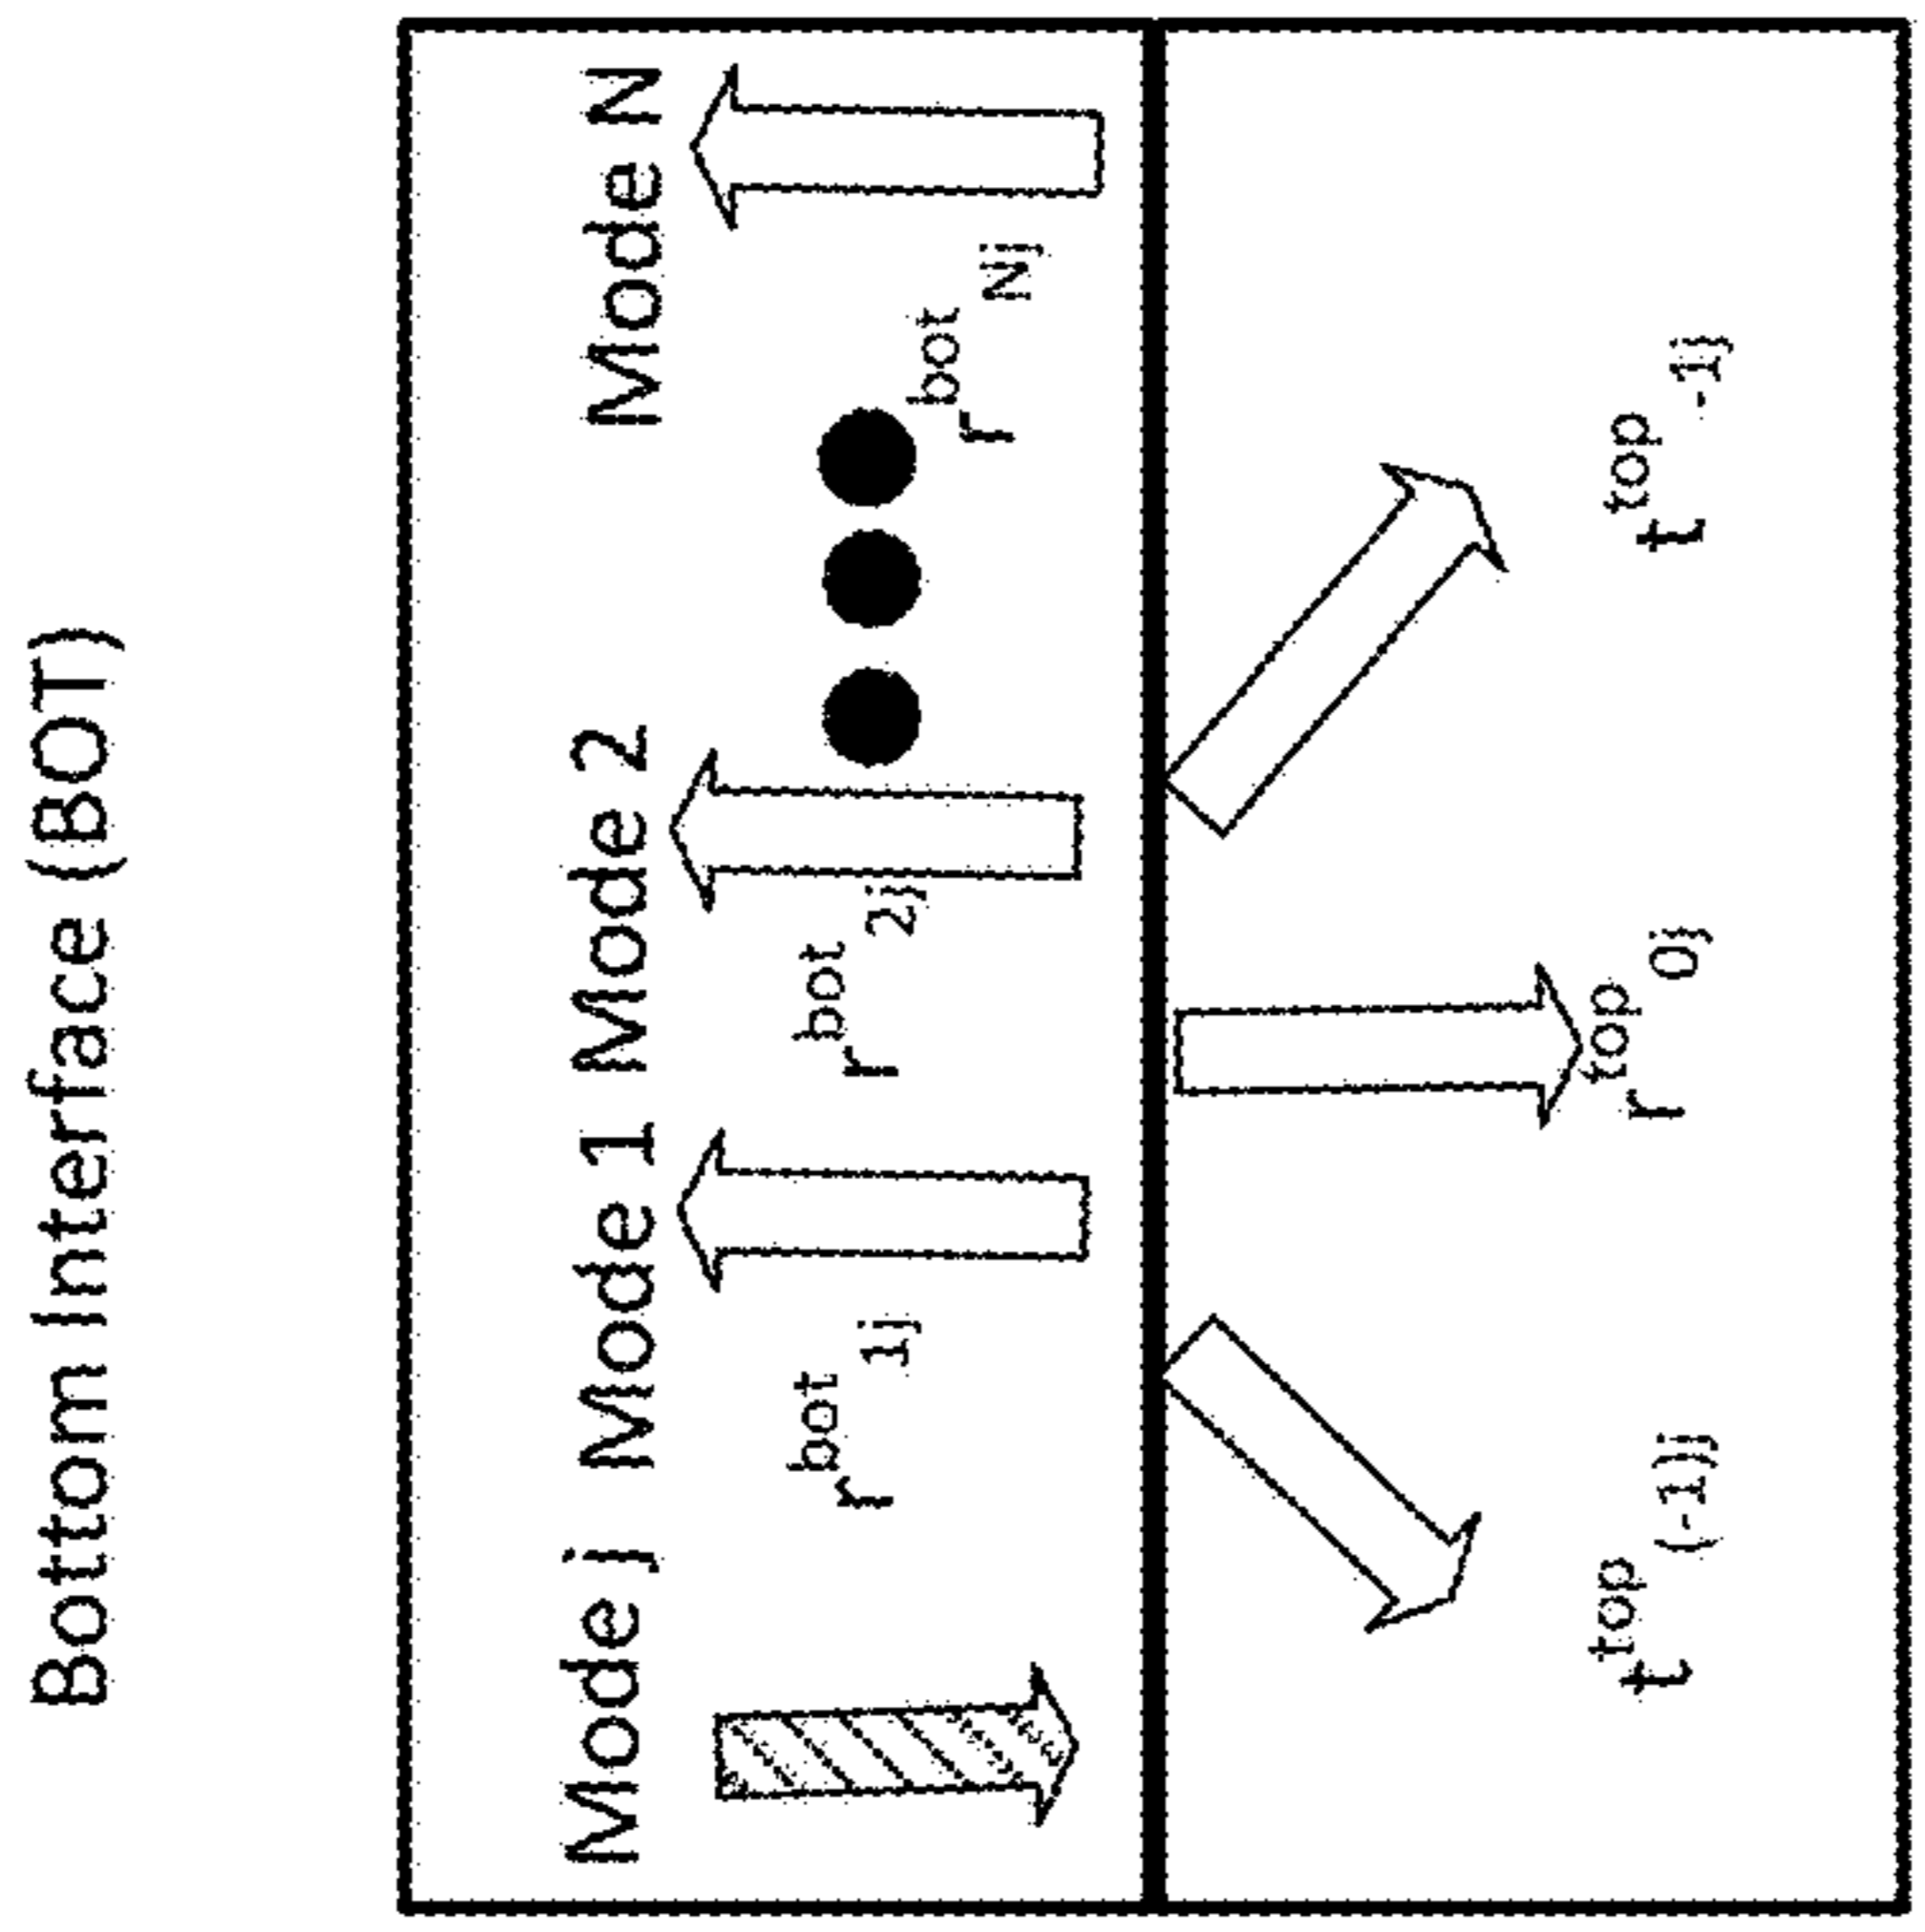 Bottom Interface (BOT)
Mode j Mode 1 Mode 2 Mode N
r^bot_1j r^bot_2j r^bot_Nj
t^top_(-1)j r^top_0j t^top_-1j